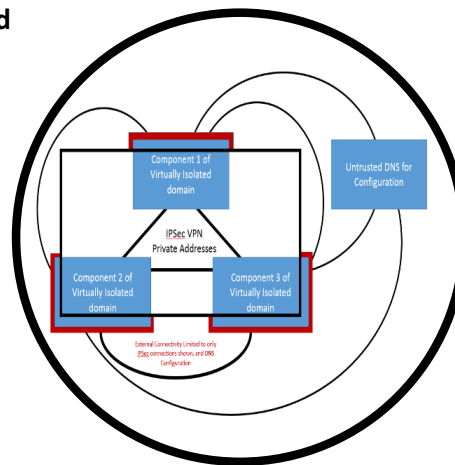 d
Component 1 of
Virtually Isolated
domain
Untrusted DNS for
Configuration
IPSec VPN
Private Addresses
Component 2 of
Virtually Isolated
domain
Component 3 of
Virtually Isolated
domain
External Connectivity Limited to only
IPSec connections shown, and DNS
Configuration